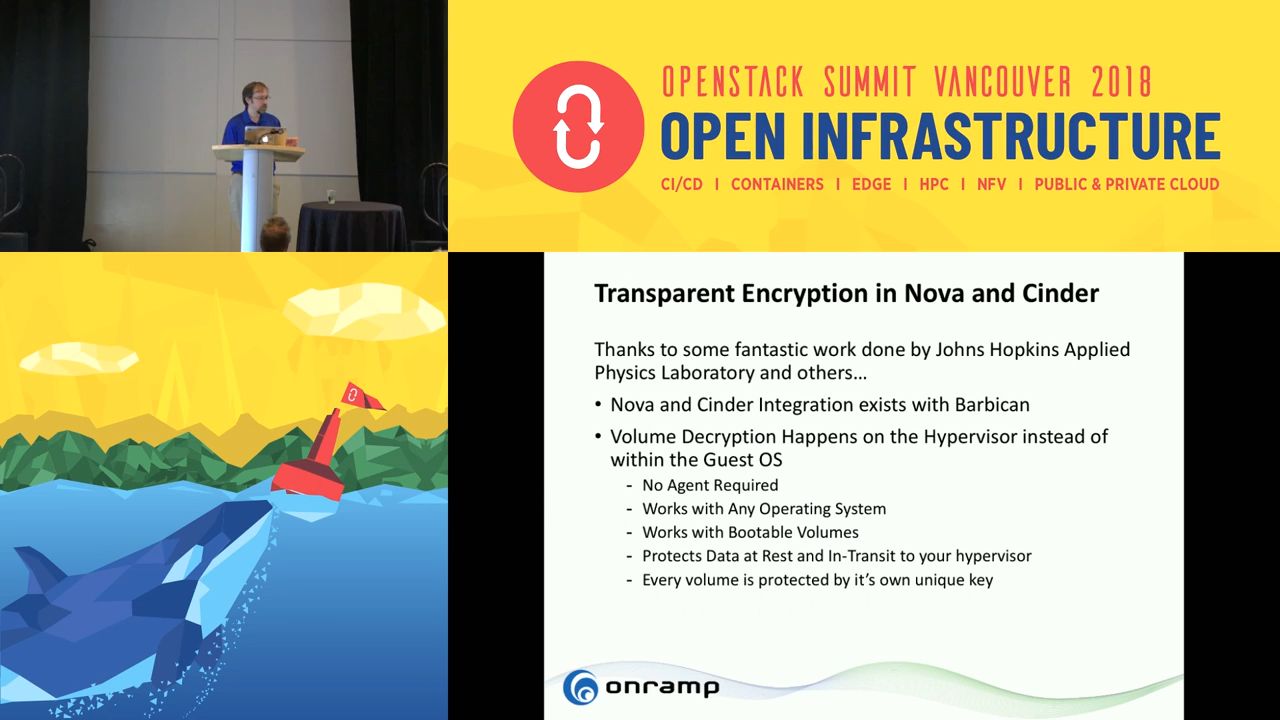 OPENSTACK SUMMIT VANCOUVER 2018
OPEN INFRASTRUCTURE
CI/CD | CONTAINERS | EDGE | HPC | NFV | PUBLIC & PRIVATE CLOUD
Transparent Encryption in Nova and Cinder
Thanks to some fantastic work done by Johns Hopkins Applied
Physics Laboratory and others…
• Nova and Cinder Integration exists with Barbican
• Volume Decryption Happens on the Hypervisor instead of
within the Guest OS
- No Agent Required
- Works with Any Operating System
- Works with Bootable Volumes
- Protects Data at Rest and In-Transit to your hypervisor
- Every volume is protected by it's own unique key
onramp